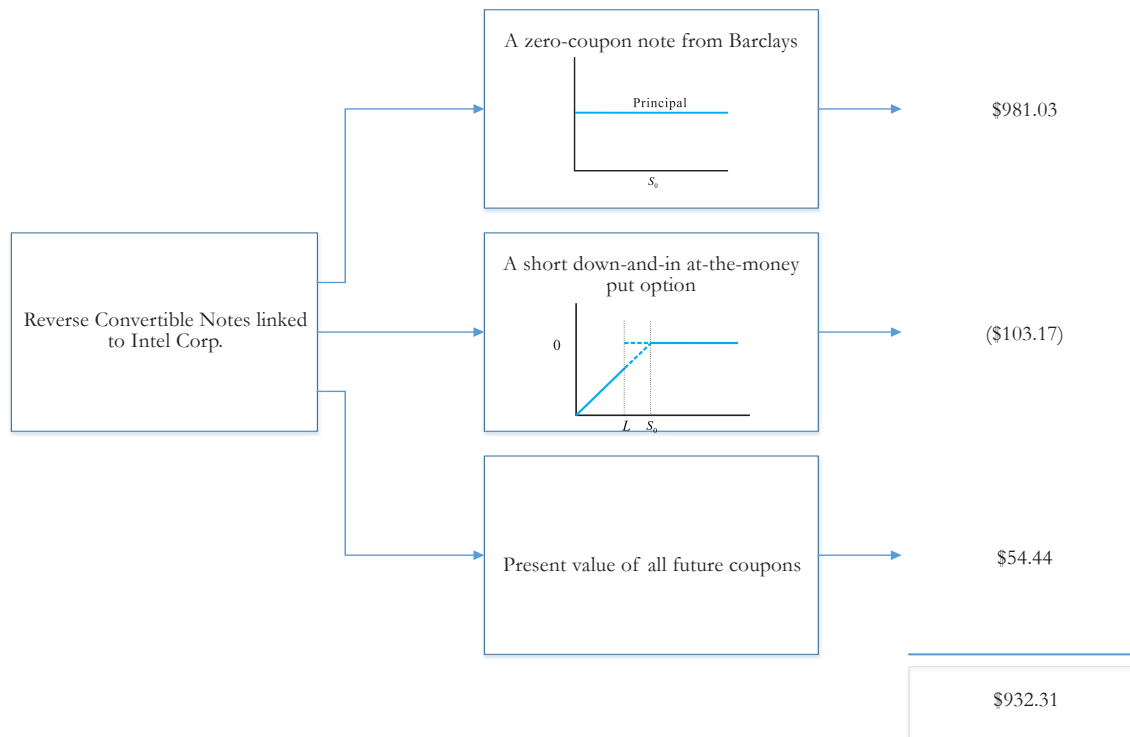 A zero-coupon note from Barclays
Principal
S₀
$981.03
Reverse Convertible Notes linked
to Intel Corp.
A short down-and-in at-the-money
put option
0
L S₀
($103.17)
Present value of all future coupons
$54.44
$932.31